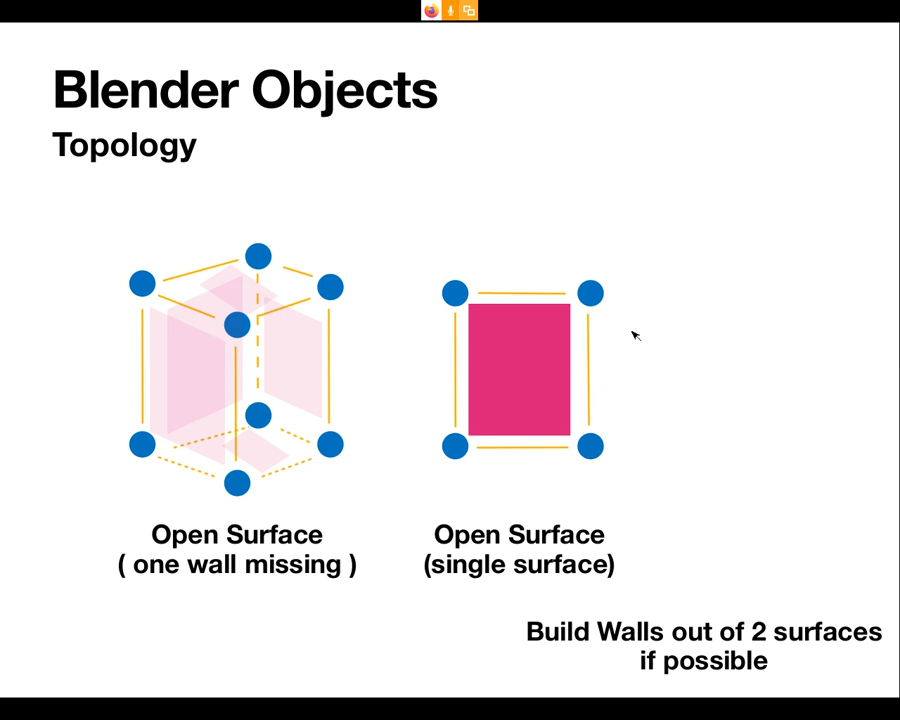 Blender Objects
Topology
Open Surface
( one wall missing )
Open Surface
(single surface)
Build Walls out of 2 surfaces
if possible